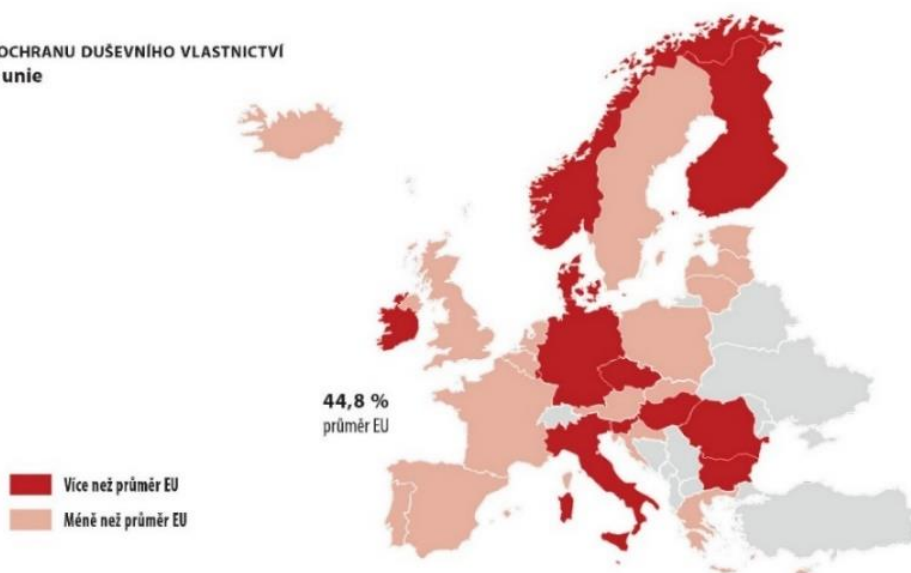 OCHRANU DUŠEVNÍHO VLASTNICTVÍ
unie
44,8 %
průměr EU
Více než průměr EU
Méně než průměr EU